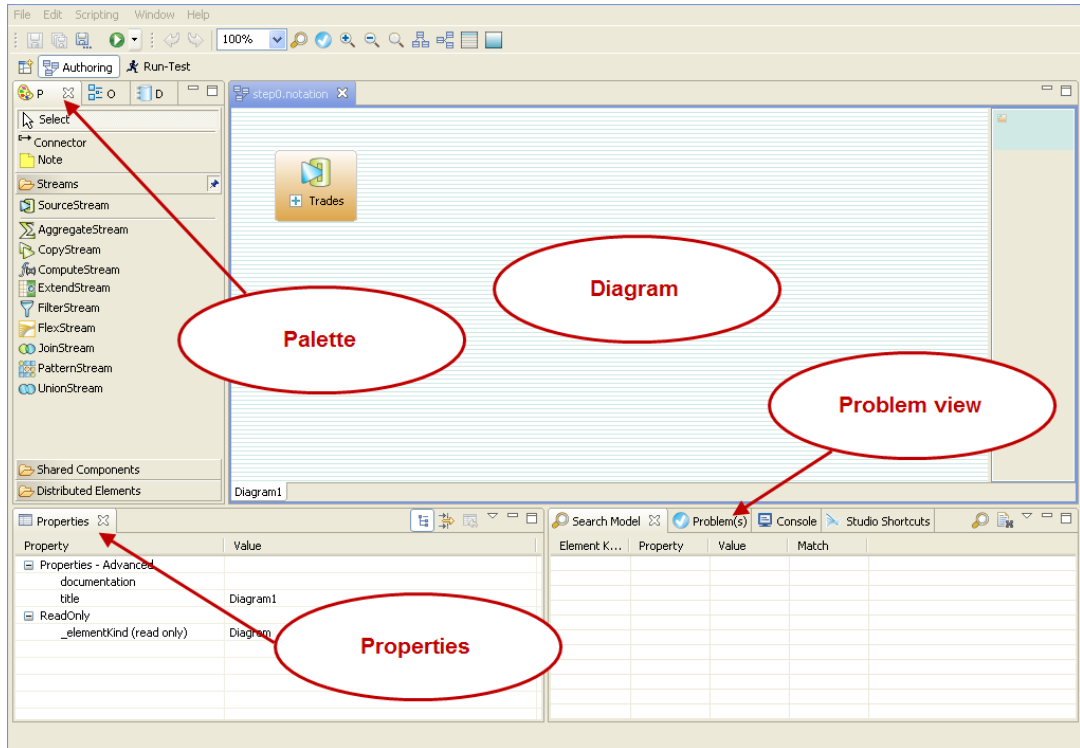 File Edit Scripting Window Help
100%
Authoring Run-Test
P O D
step0.notation
Select
Connector
Note
Streams
SourceStream
AggregateStream
CopyStream
ComputeStream
ExtendStream
FilterStream
FlexStream
JoinStream
PatternStream
UnionStream
Shared Components
Distributed Elements
Trades
Diagram
Palette
Problem view
Diagram1
Properties
Property Value
Properties - Advanced
documentation
title Diagram1
ReadOnly
_elementKind (read only) Diagram
Properties
Search Model Problem(s) Console Studio Shortcuts
Element K... Property Value Match